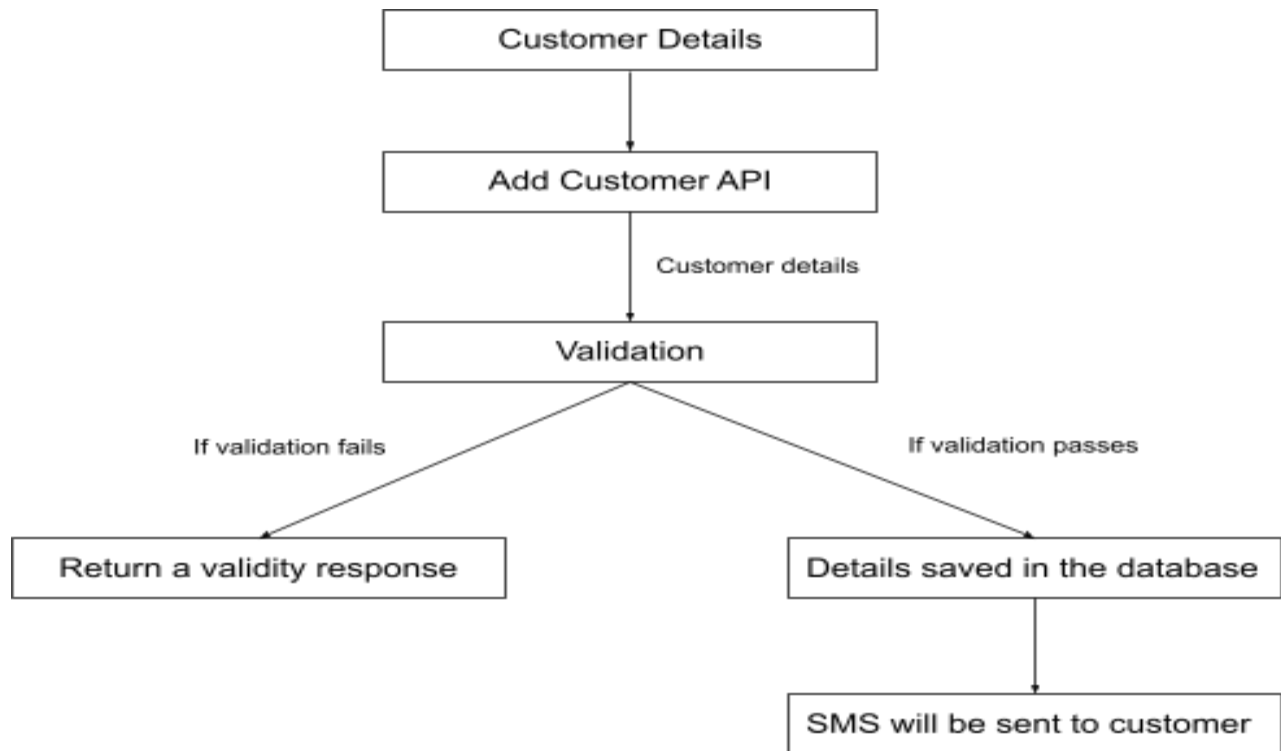 Customer Details
Add Customer API
Customer details
Validation
If validation fails
If validation passes
Return a validity response
Details saved in the database
SMS will be sent to customer